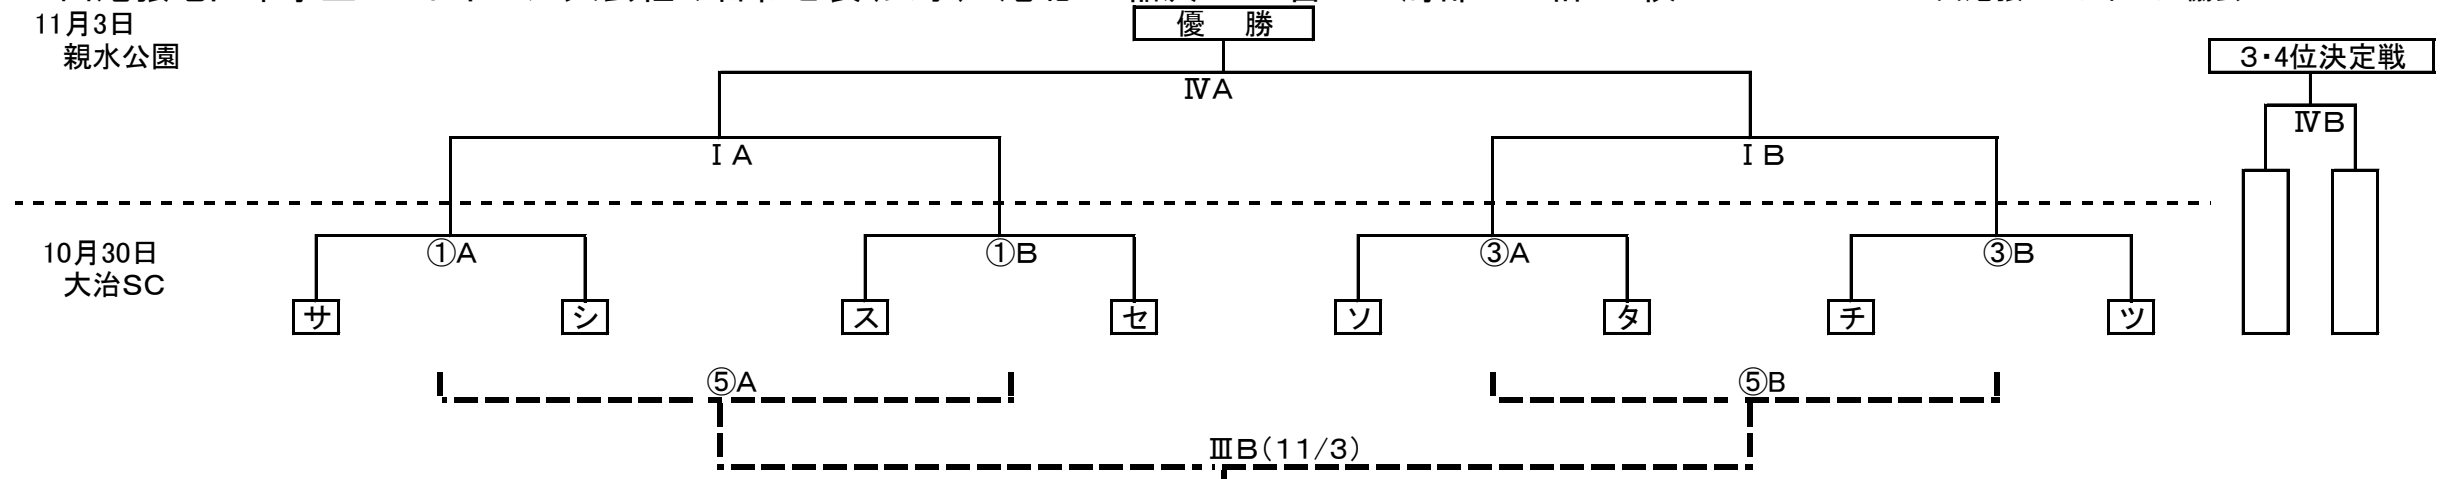 優　勝
11月3日
親水公園
3・4位決定戦
ⅣA
ⅣB
ⅠA
ⅠB
10月30日
大治SC
①A
①B
③A
③B
サ
シ
ス
セ
ソ
タ
チ
ツ
⑤A
⑤B
ⅢB(11/3)